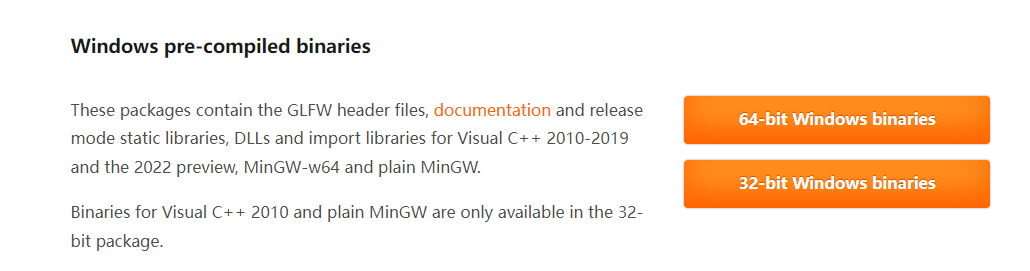 Windows pre-compiled binaries
These packages contain the GLFW header files, documentation and release
mode static libraries, DLLs and import libraries for Visual C++ 2010-2019
and the 2022 preview, MinGW-w64 and plain MinGW.
Binaries for Visual C++ 2010 and plain MinGW are only available in the 32-
bit package.
64-bit Windows binaries
32-bit Windows binaries